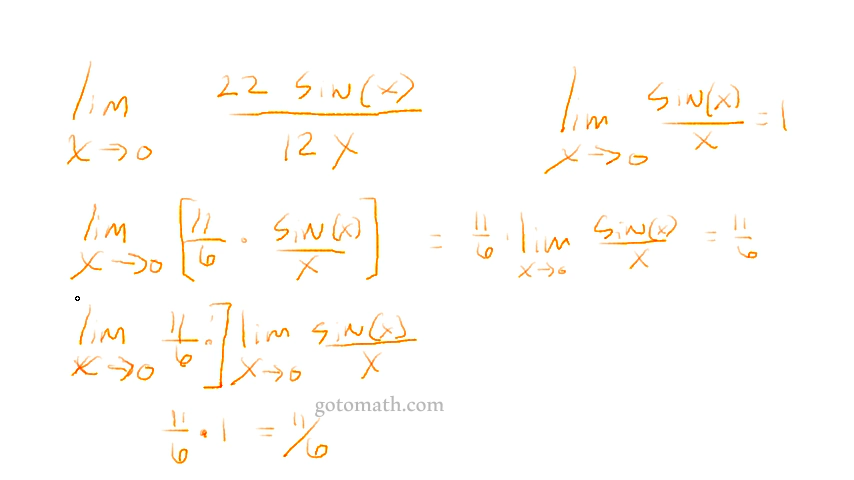 lim x→0 22 sin(x) / 12x
lim x→0 sin(x) / x = 1
lim x→0 [11/6 · sin(x)/x] = 11/6 · lim x→0 sin(x)/x = 11/6
lim x→0 11/6 ·] lim x→0 sin(x)/x
gotomath.com
11/6 · 1 = 11/6